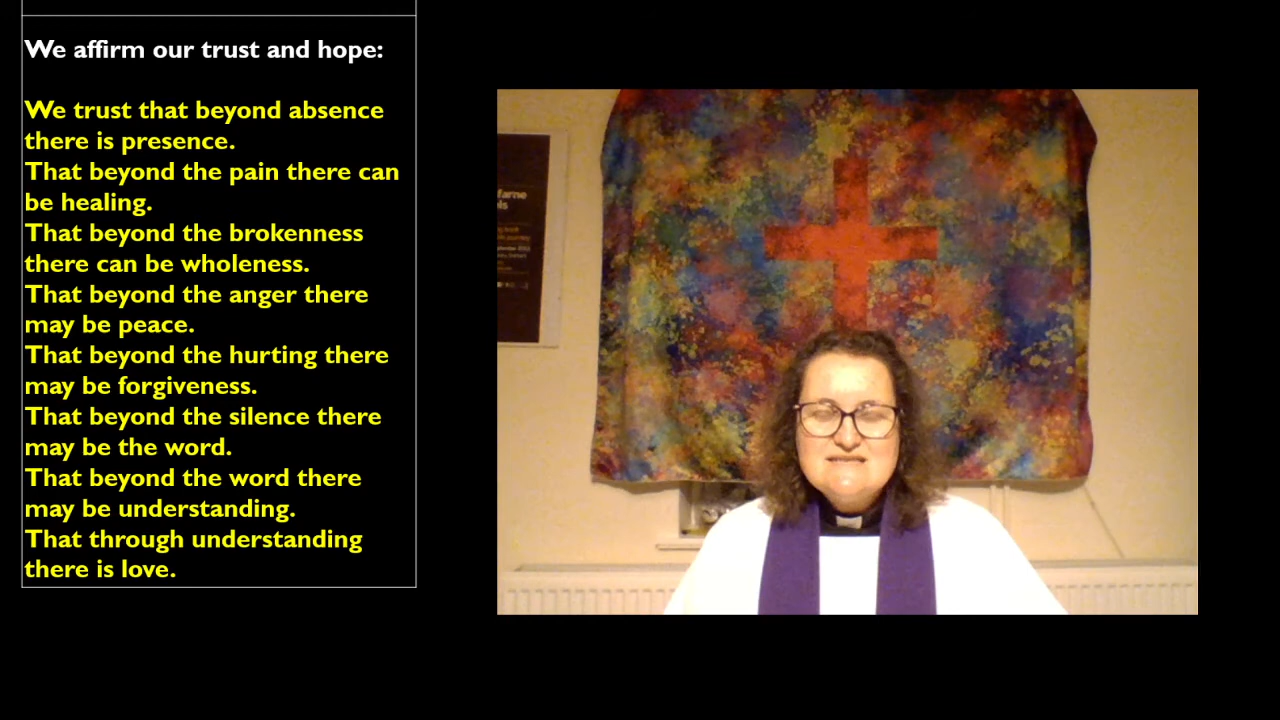 We affirm our trust and hope:
We trust that beyond absence
there is presence.
That beyond the pain there can
be healing.
That beyond the brokenness
there can be wholeness.
That beyond the anger there
may be peace.
That beyond the hurting there
may be forgiveness.
That beyond the silence there
may be the word.
That beyond the word there
may be understanding.
That through understanding
there is love.